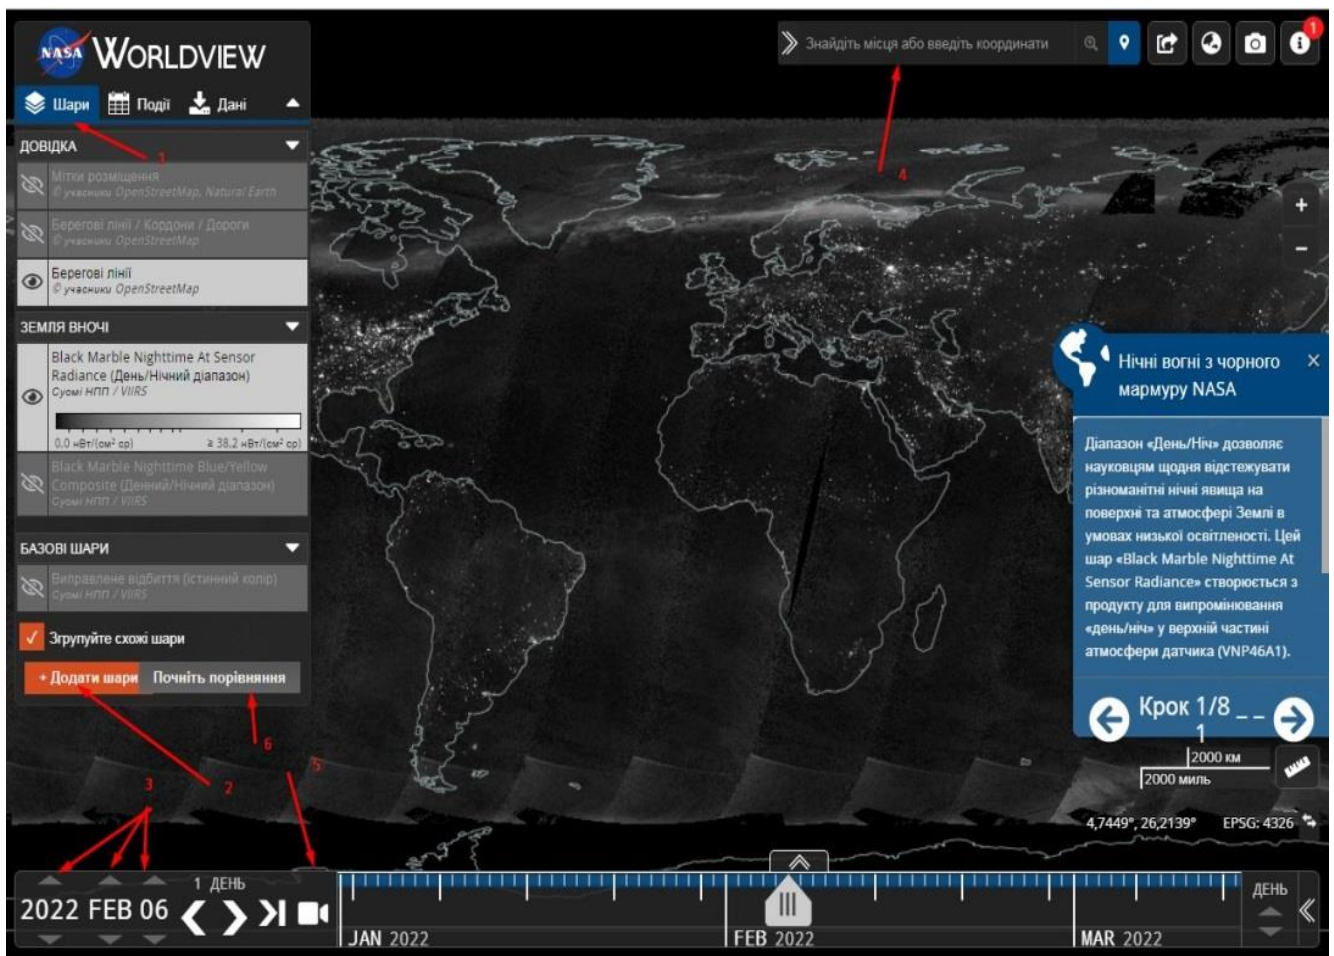 NASA WORLDVIEW
Шари Події Дані
ДОВІДКА
Мітки розміщення
© учасники OpenStreetMap, Natural Earth
Берегові лінії / Кордони / Дороги
© учасники OpenStreetMap
Берегові лінії
© учасники OpenStreetMap
ЗЕМЛЯ ВНОЧІ
Black Marble Nighttime At Sensor
Radiance (День/Нічний діапазон)
Суомі НПП / VIIRS
0.0 нВт/(см² ср) ≥ 38.2 нВт/(см² ср)
Black Marble Nighttime Blue/Yellow
Composite (Денний/Нічний діапазон)
Суомі НПП / VIIRS
БАЗОВІ ШАРИ
Виправлене відбиття (істинний колір)
Суомі НПП / VIIRS
Згрупуйте схожі шари
+ Додати шари Почніть порівняння
1
2
3
4
5
6
Знайдіть місця або введіть координати
1
+
−
Нічні вогні з чорного
мармуру NASA
×
Діапазон «День/Ніч» дозволяє
науковцям щодня відстежувати
різноманітні нічні явища на
поверхні та атмосфері Землі в
умовах низької освітленості. Цей
шар «Black Marble Nighttime At
Sensor Radiance» створюється з
продукту для випромінювання
«день/ніч» у верхній частині
атмосфери датчика (VNP46A1).
Крок 1/8 _ _
1
2000 км
2000 миль
4,7449°, 26,2139° EPSG: 4326
1 ДЕНЬ
2022 FEB 06
JAN 2022 FEB 2022 MAR 2022
ДЕНЬ